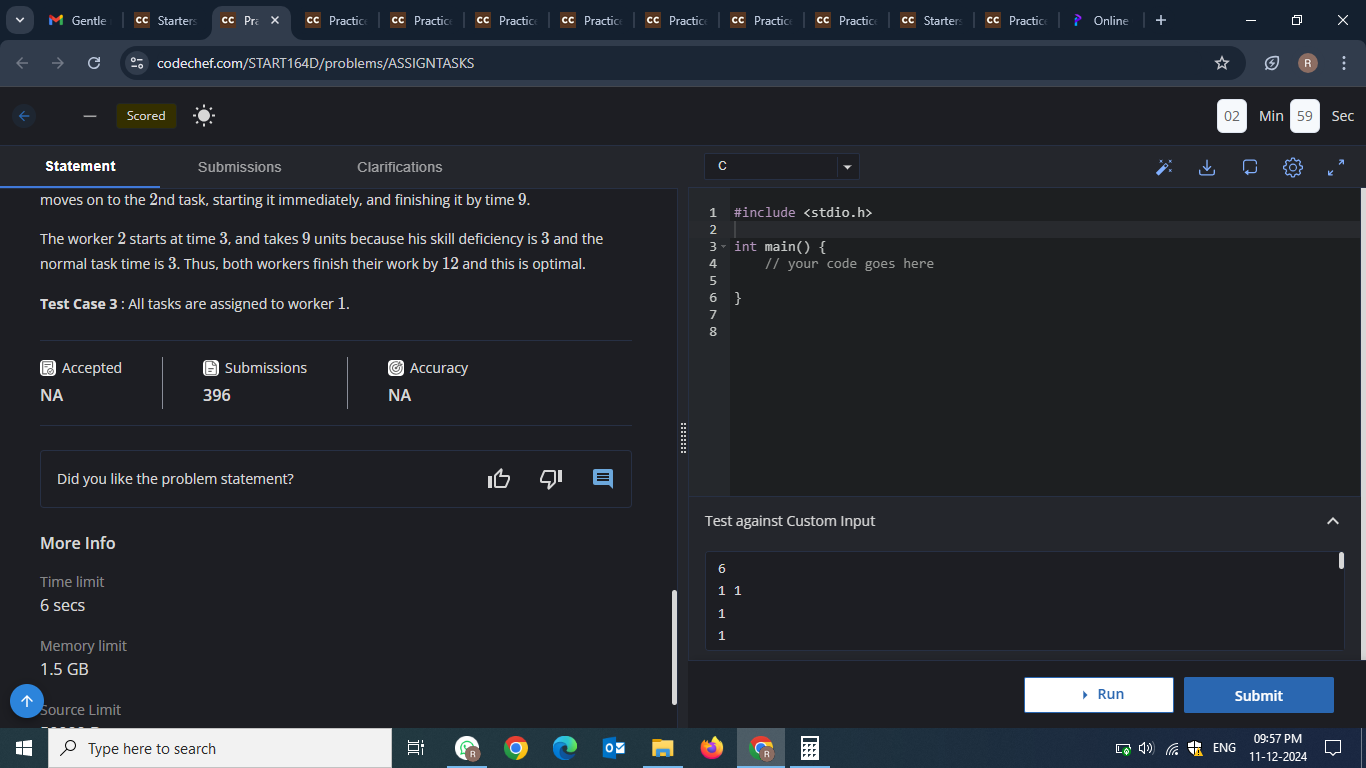 Gentle
Starters
Pra
Practice
Practice
Practice
Practice
Practice
Practice
Practice
Starters
Practice
Online
codechef.com/START164D/problems/ASSIGNTASKS
R
Scored
02 Min 59 Sec
Statement
Submissions
Clarifications
C
moves on to the 2nd task, starting it immediately, and finishing it by time 9.
The worker 2 starts at time 3, and takes 9 units because his skill deficiency is 3 and the
normal task time is 3. Thus, both workers finish their work by 12 and this is optimal.
Test Case 3 : All tasks are assigned to worker 1.
Accepted
NA
Submissions
396
Accuracy
NA
Did you like the problem statement?
More Info
Time limit
6 secs
Memory limit
1.5 GB
Source Limit
1 #include <stdio.h>
2
3 int main() {
4 // your code goes here
5
6 }
7
8
Test against Custom Input
6
1 1
1
1
Run
Submit
Type here to search
ENG
09:57 PM
11-12-2024